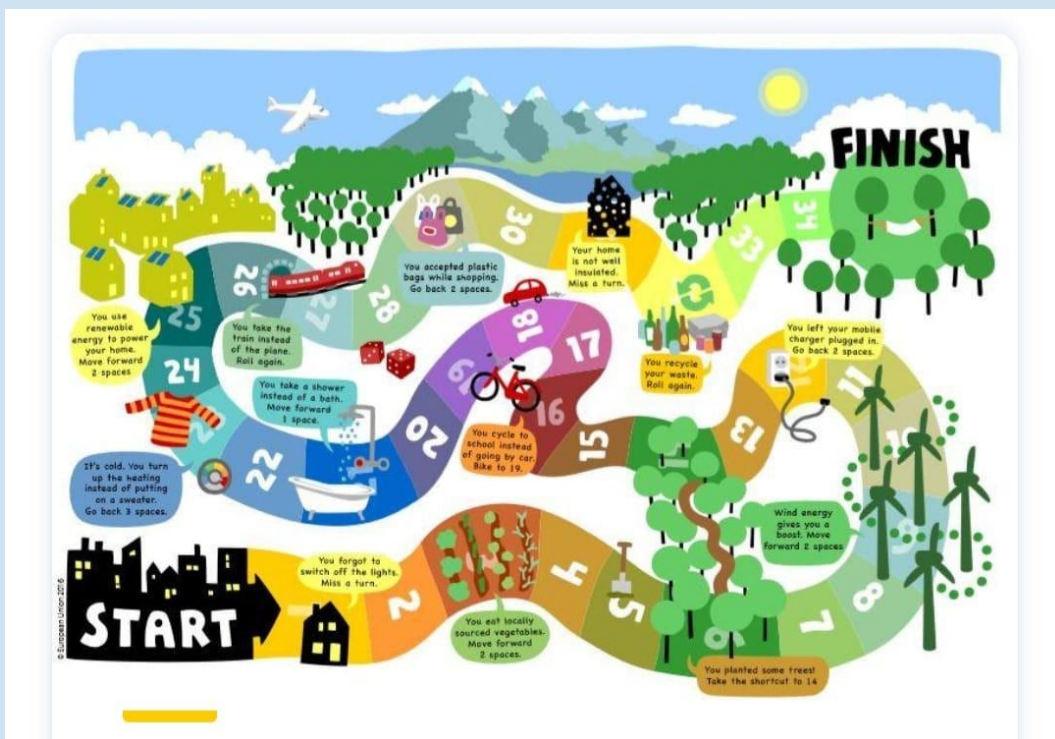 FINISH
34
33
30
28
27
26
25
24
2
22
20
19
18
17
16
15
13
11
10
9
8
7
6
5
4
2
START
You use
renewable
energy to power
your home.
Move forward
2 spaces
You take the
train instead
of the plane.
Roll again.
You accepted plastic
bags while shopping.
Go back 2 spaces.
Your home
is not well
insulated.
Miss a turn.
You recycle
your waste.
Roll again.
You left your mobile
charger plugged in.
Go back 2 spaces.
You take a shower
instead of a bath.
Move forward
1 space.
It's cold. You turn
up the heating
instead of putting
on a sweater.
Go back 3 spaces.
You cycle to
school instead
of going by car.
Bike to 19.
Wind energy
gives you a
boost. Move
forward 2 spaces
You forgot to
switch off the lights.
Miss a turn.
You eat locally
sourced vegetables.
Move forward
2 spaces.
You planted some trees!
Take the shortcut to 14
© European Union 2016